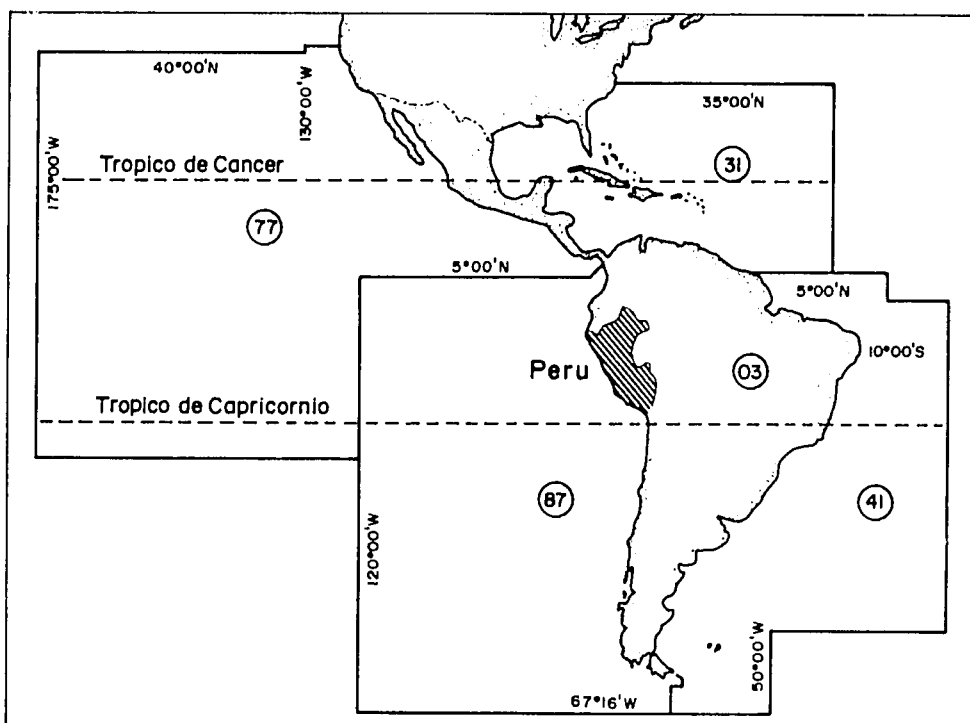 40°00'N
130°00'W
35°00'N
175°00'W
Tropico de Cancer
31
77
5°00'N
5°00'N
10°00'S
Peru
03
Tropico de Capricornio
87
41
120°00'W
50°00'W
67°16'W